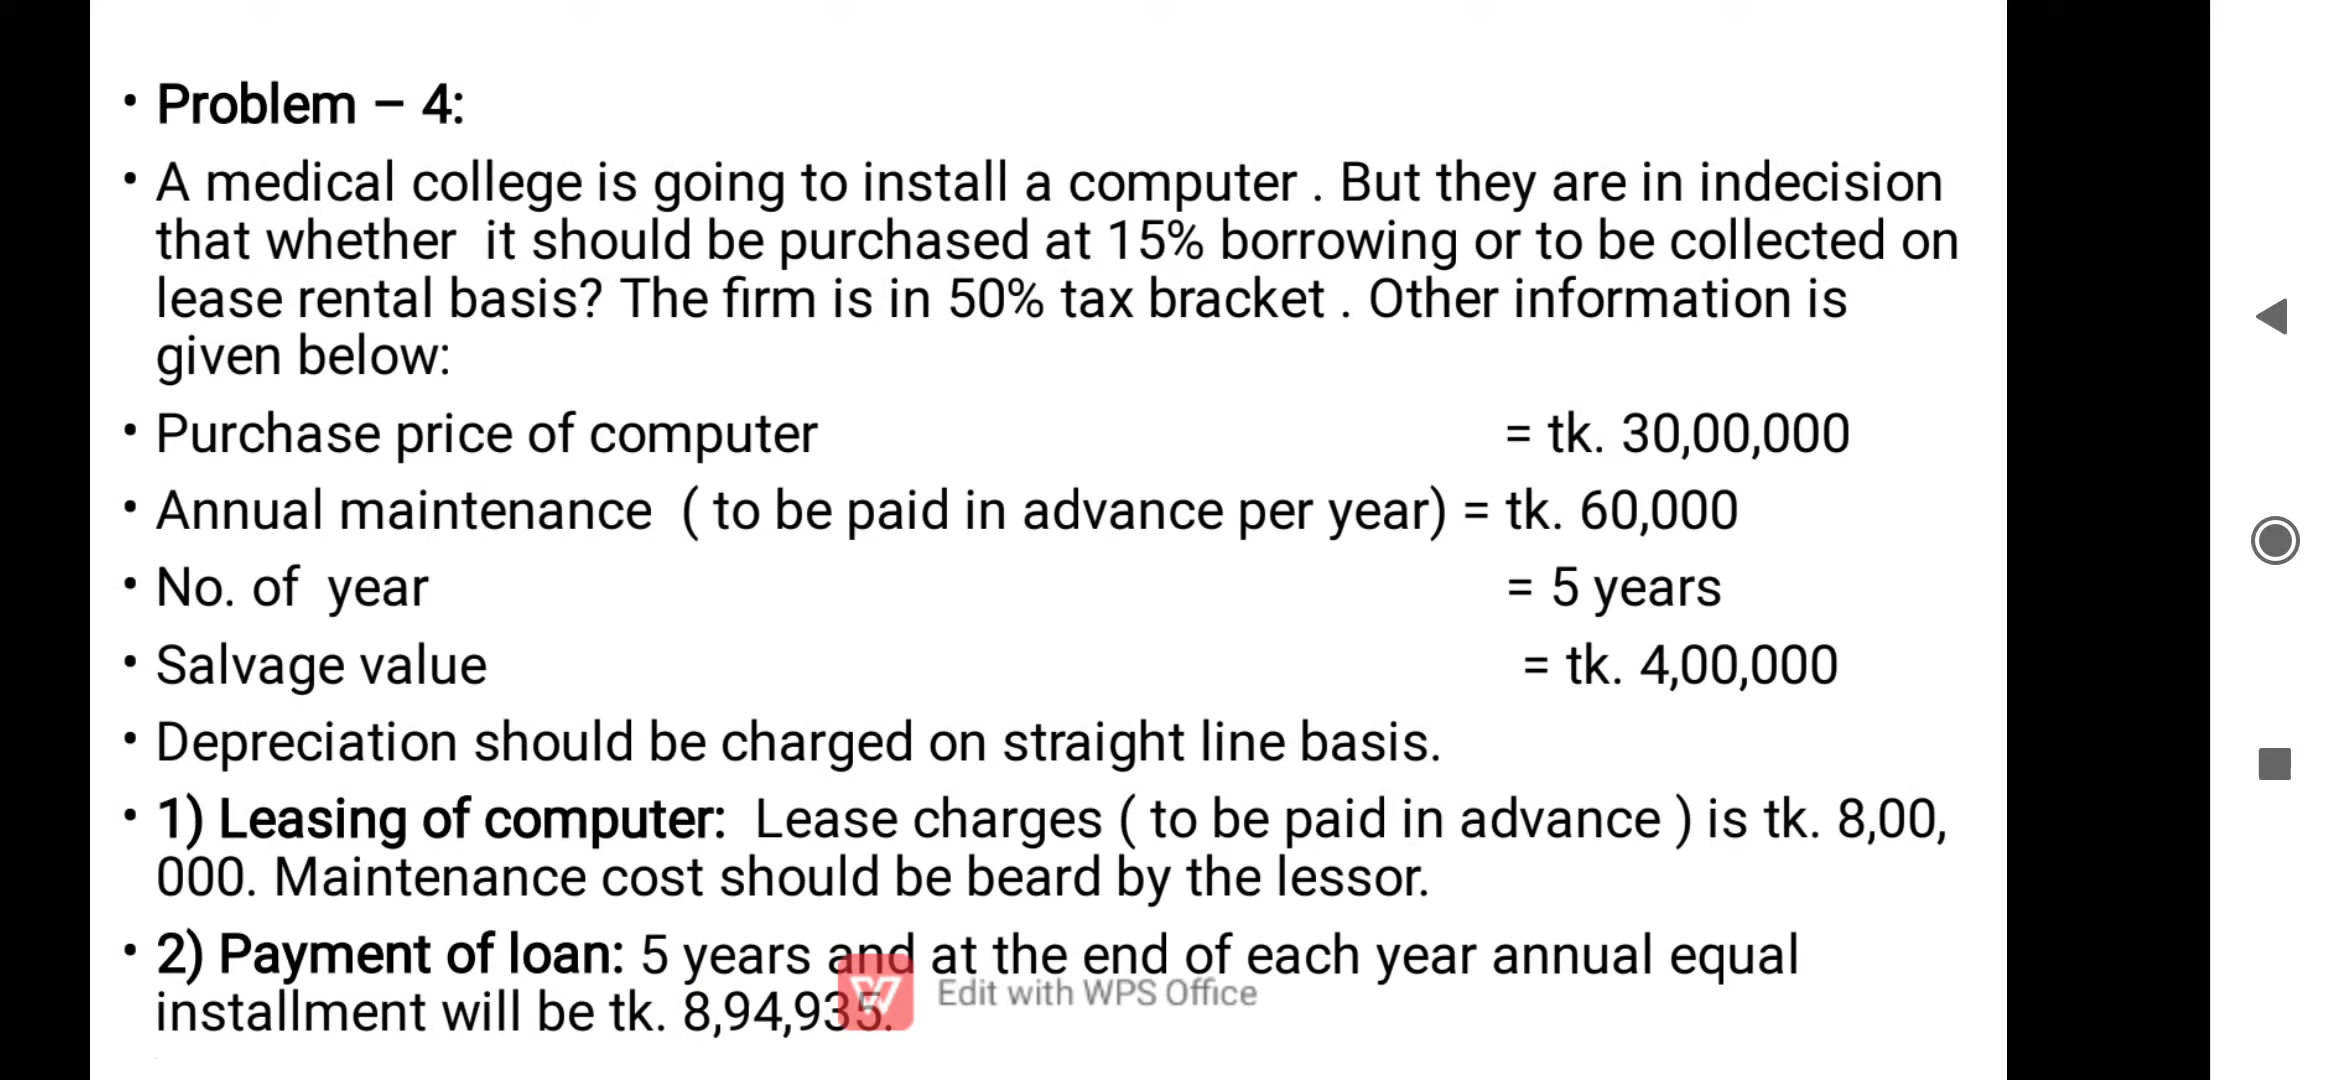 • Problem – 4:
• A medical college is going to install a computer . But they are in indecision
that whether it should be purchased at 15% borrowing or to be collected on
lease rental basis? The firm is in 50% tax bracket . Other information is
given below:
• Purchase price of computer = tk. 30,00,000
• Annual maintenance ( to be paid in advance per year) = tk. 60,000
• No. of year = 5 years
• Salvage value = tk. 4,00,000
• Depreciation should be charged on straight line basis.
• 1) Leasing of computer: Lease charges ( to be paid in advance ) is tk. 8,00,
000. Maintenance cost should be beard by the lessor.
• 2) Payment of loan: 5 years and at the end of each year annual equal
installment will be tk. 8,94,935.
Edit with WPS Office